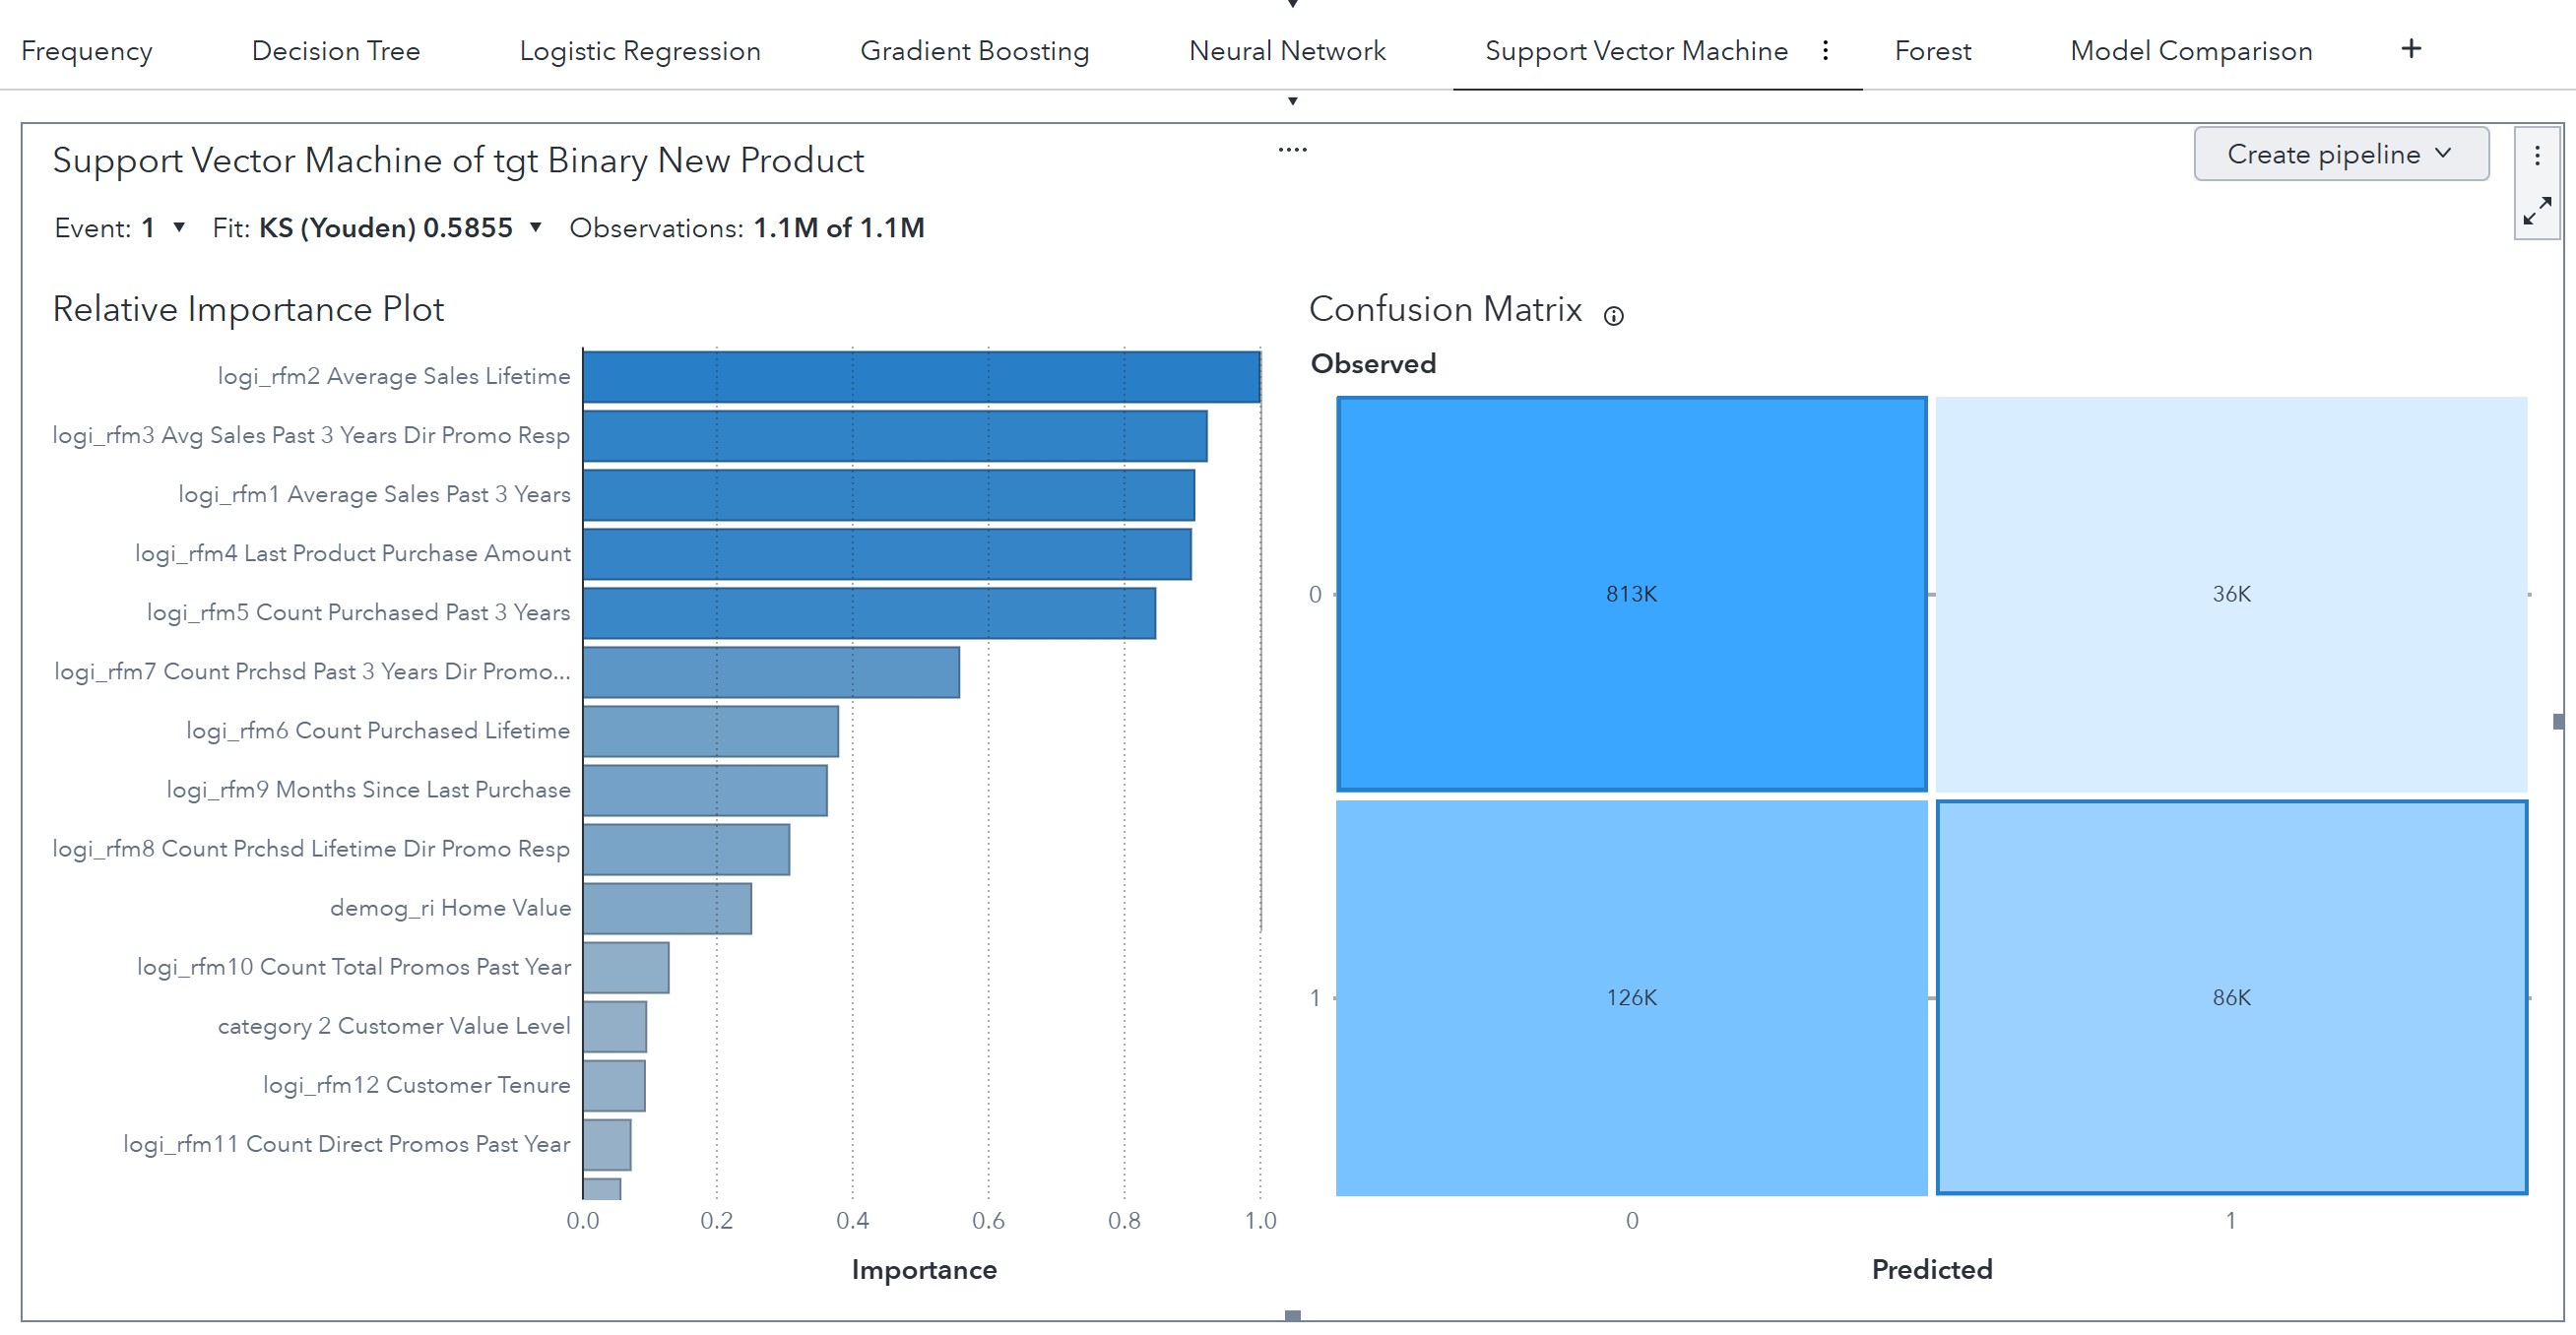 Frequency
Decision Tree
Logistic Regression
Gradient Boosting
Neural Network
Support Vector Machine
Forest
Model Comparison
+
Support Vector Machine of tgt Binary New Product
Create pipeline
Event: 1 Fit: KS (Youden) 0.5855 Observations: 1.1M of 1.1M
Relative Importance Plot
logi_rfm2 Average Sales Lifetime
logi_rfm3 Avg Sales Past 3 Years Dir Promo Resp
logi_rfm1 Average Sales Past 3 Years
logi_rfm4 Last Product Purchase Amount
logi_rfm5 Count Purchased Past 3 Years
logi_rfm7 Count Prchsd Past 3 Years Dir Promo...
logi_rfm6 Count Purchased Lifetime
logi_rfm9 Months Since Last Purchase
logi_rfm8 Count Prchsd Lifetime Dir Promo Resp
demog_ri Home Value
logi_rfm10 Count Total Promos Past Year
category 2 Customer Value Level
logi_rfm12 Customer Tenure
logi_rfm11 Count Direct Promos Past Year
0.0 0.2 0.4 0.6 0.8 1.0
Importance
Confusion Matrix
Observed
0 813K 36K
1 126K 86K
0 1
Predicted